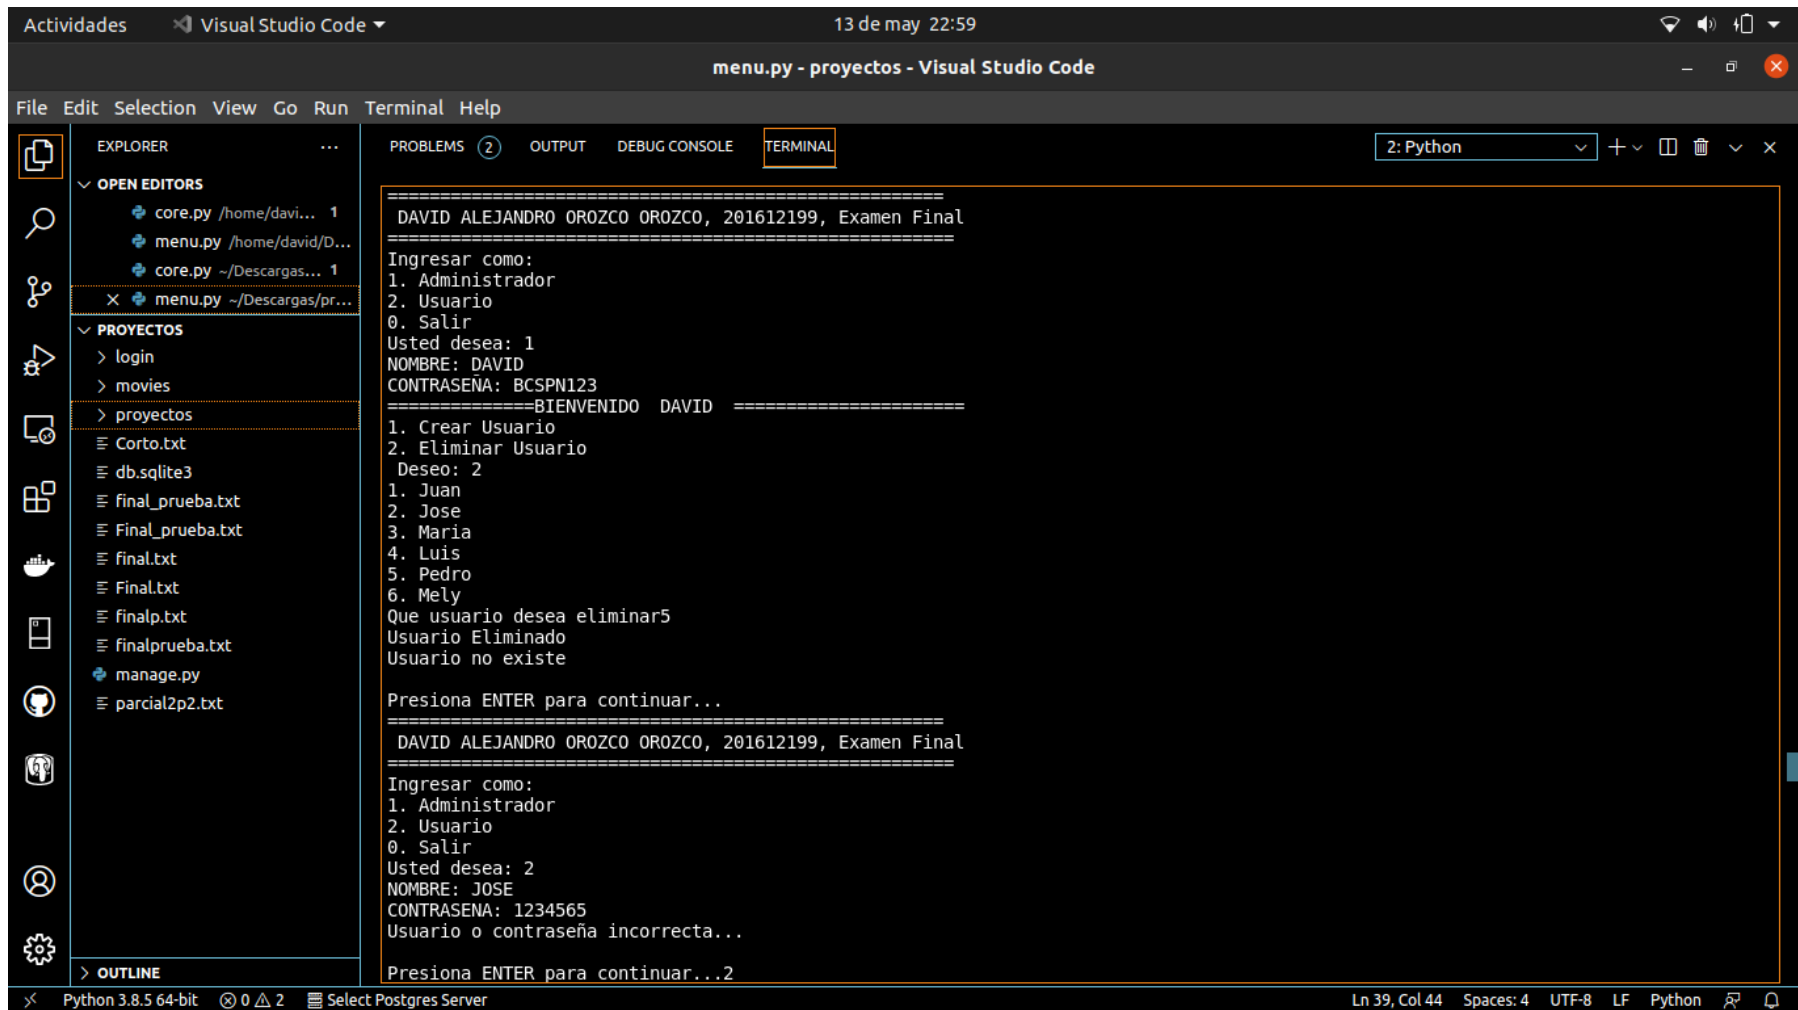 Actividades Visual Studio Code 13 de may 22:59
menu.py - proyectos - Visual Studio Code
File Edit Selection View Go Run Terminal Help
EXPLORER ...
OPEN EDITORS
core.py /home/davi... 1
menu.py /home/david/D...
core.py ~/Descargas... 1
menu.py ~/Descargas/pr...
PROYECTOS
login
movies
proyectos
Corto.txt
db.sqlite3
final_prueba.txt
Final_prueba.txt
final.txt
Final.txt
finalp.txt
finalprueba.txt
manage.py
parcial2p2.txt
OUTLINE
PROBLEMS 2 OUTPUT DEBUG CONSOLE TERMINAL 2: Python
=====================================================
DAVID ALEJANDRO OROZCO OROZCO, 201612199, Examen Final
======================================================
Ingresar como:
1. Administrador
2. Usuario
0. Salir
Usted desea: 1
NOMBRE: DAVID
CONTRASEÑA: BCSPN123
==============BIENVENIDO  DAVID  ======================
1. Crear Usuario
2. Eliminar Usuario
Deseo: 2
1. Juan
2. Jose
3. Maria
4. Luis
5. Pedro
6. Mely
Que usuario desea eliminar5
Usuario Eliminado
Usuario no existe
Presiona ENTER para continuar...
=====================================================
DAVID ALEJANDRO OROZCO OROZCO, 201612199, Examen Final
======================================================
Ingresar como:
1. Administrador
2. Usuario
0. Salir
Usted desea: 2
NOMBRE: JOSE
CONTRASENA: 1234565
Usuario o contraseña incorrecta...
Presiona ENTER para continuar...2
Python 3.8.5 64-bit 0 2 Select Postgres Server Ln 39, Col 44 Spaces: 4 UTF-8 LF Python